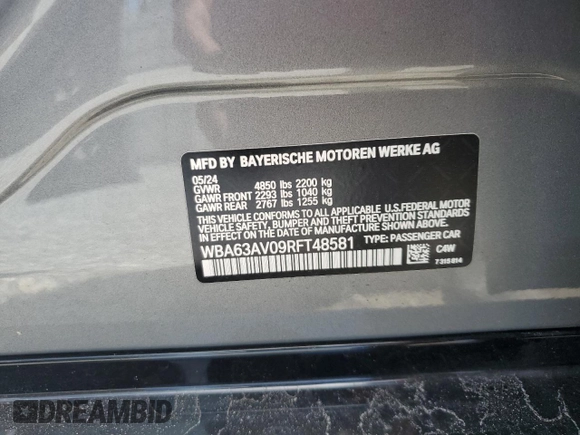 MFD BY BAYERISCHE MOTOREN WERKE AG
05/24
GVWR 4850 lbs 2200 kg
GAWR FRONT 2293 lbs 1040 kg
GAWR REAR 2767 lbs 1255 kg
THIS VEHICLE CONFORMS TO ALL APPLICABLE U.S.FEDERAL MOTOR
VEHICLE SAFETY, BUMPER AND THEFT PREVENTION STANDARDS IN
EFFECT ON THE DATE OF MANUFACTURE SHOWN ABOVE.
WBA63AV09RFT48581 TYPE: PASSENGER CAR
C4W
7315814
DREAMBID